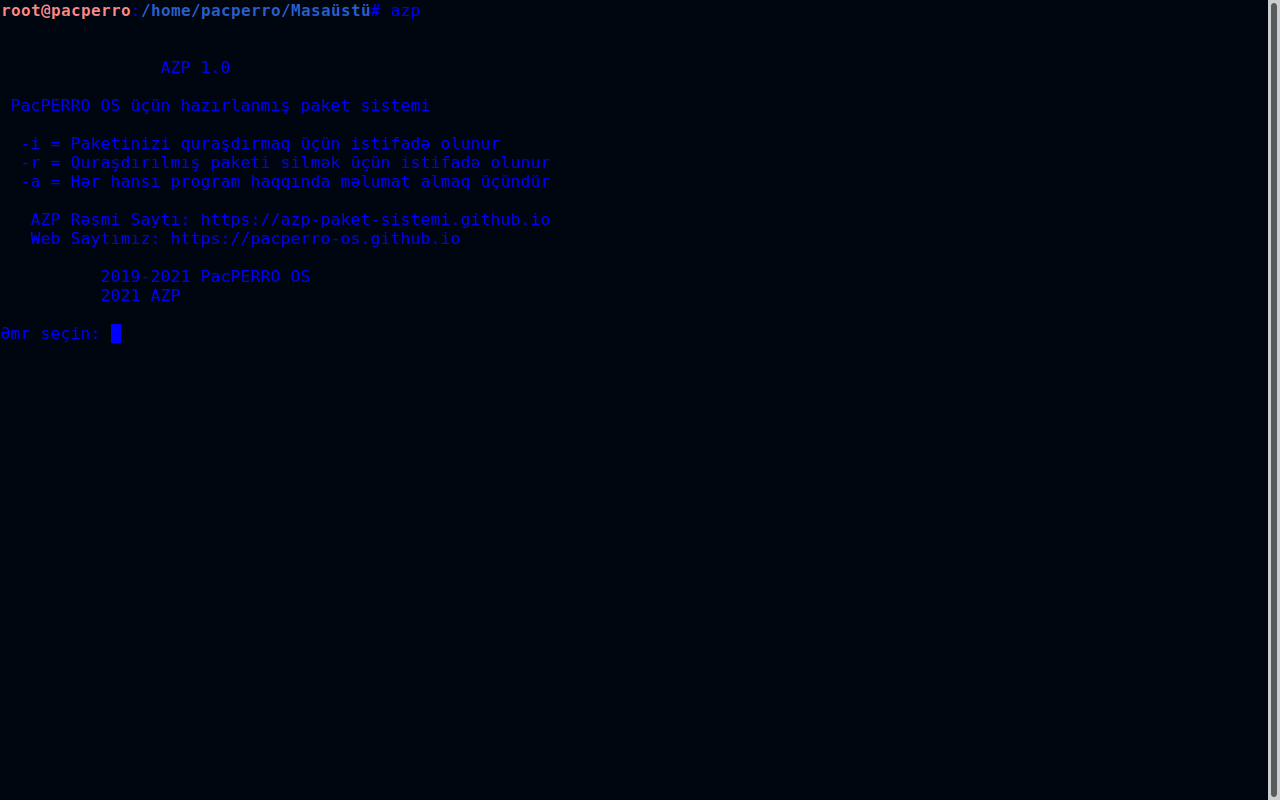 root@pacperro:/home/pacperro/Masaüstü# azp
AZP 1.0
PacPERRO OS üçün hazırlanmış paket sistemi
-i = Paketinizi quraşdırmaq üçün istifadə olunur
-r = Quraşdırılmış paketi silmək üçün istifadə olunur
-a = Hər hansı program haqqında məlumat almaq üçündür
AZP Rəsmi Saytı: https://azp-paket-sistemi.github.io
Web Saytımız: https://pacperro-os.github.io
2019-2021 PacPERRO OS
2021 AZP
Əmr seçin: